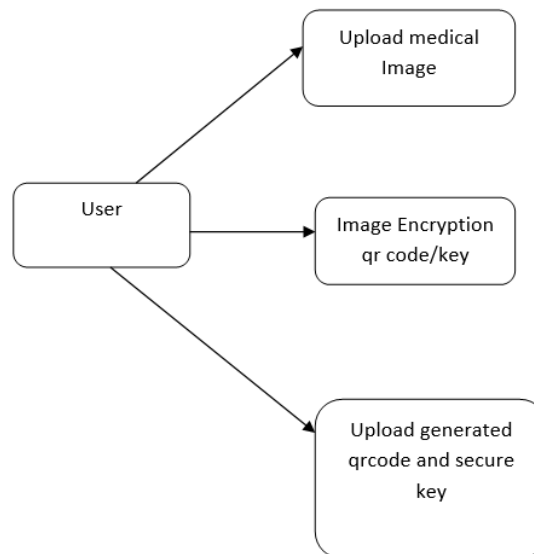 Upload medical
Image
User
Image Encryption
qr code/key
Upload generated
qrcode and secure
key